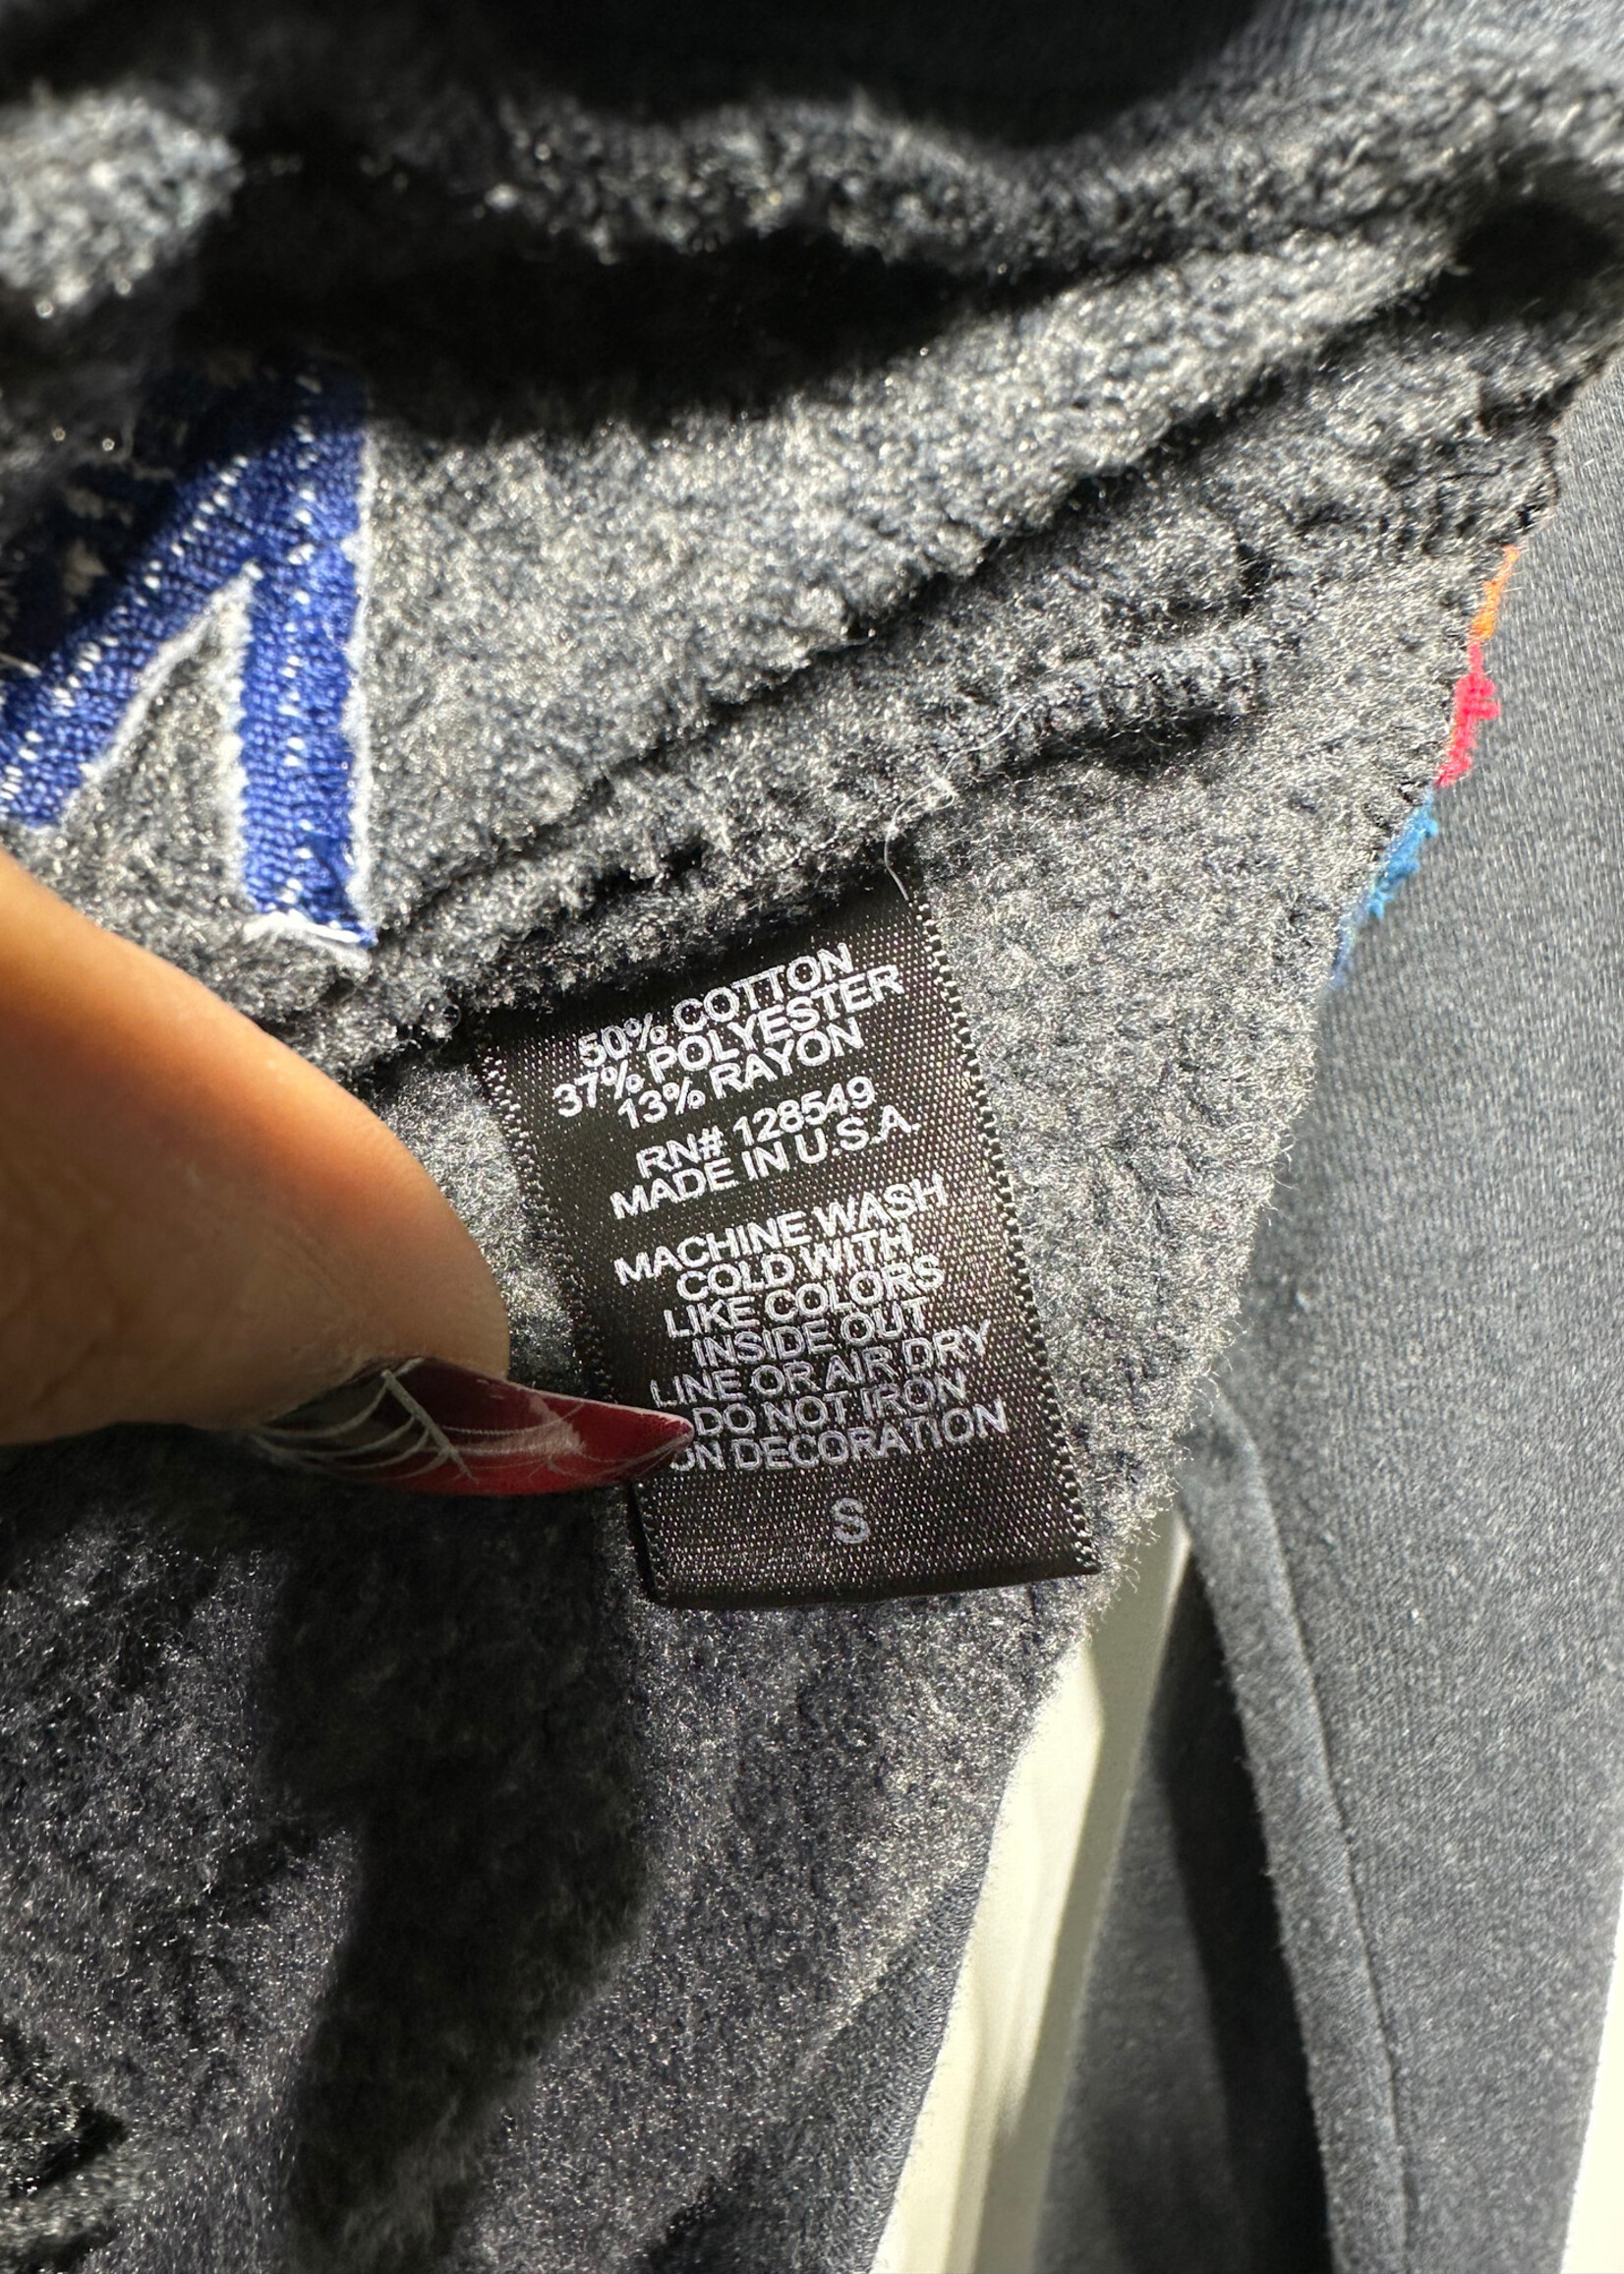 50% COTTON
37% POLYESTER
13% RAYON
RN# 128549
MADE IN U.S.A.
MACHINE WASH
COLD WITH
LIKE COLORS
INSIDE OUT
LINE OR AIR DRY
DO NOT IRON
ON DECORATION
S